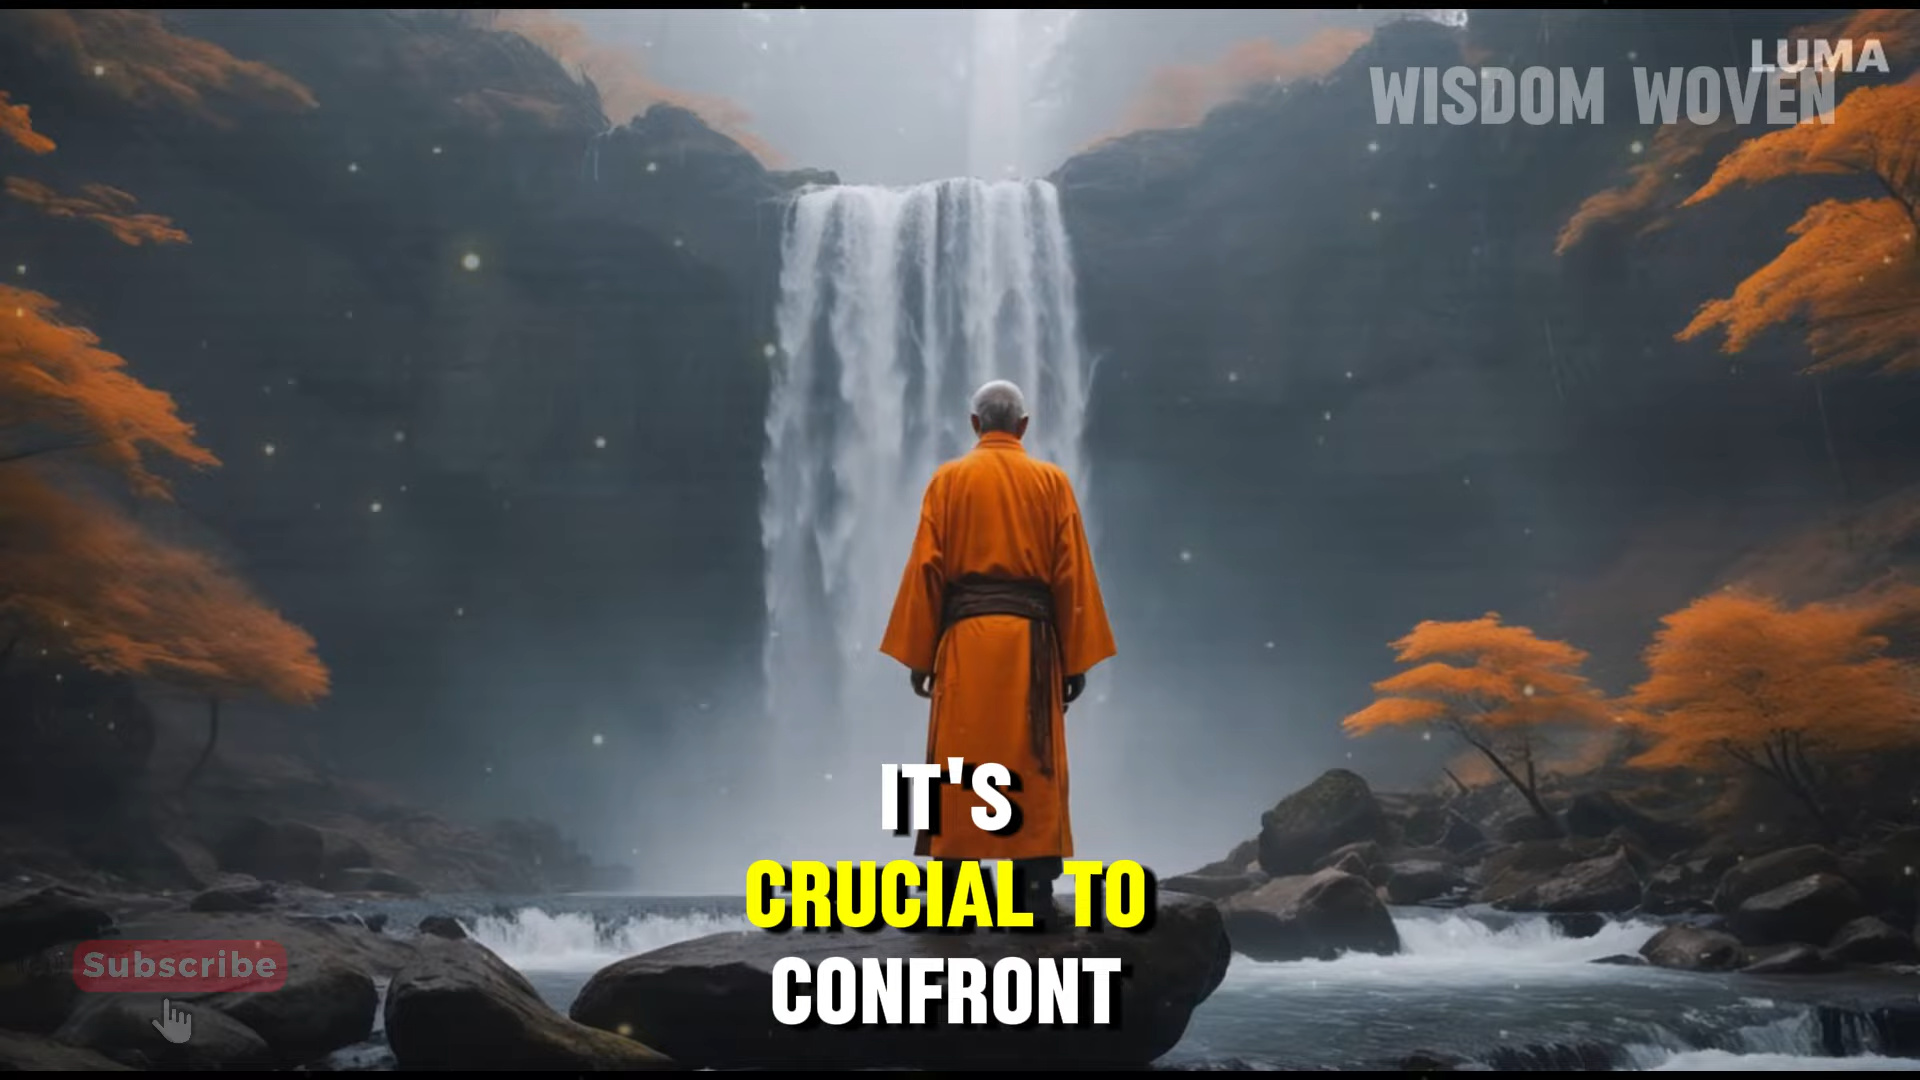 LUMA
WISDOM WOVEN
IT'S
CRUCIAL TO
CONFRONT
Subscribe